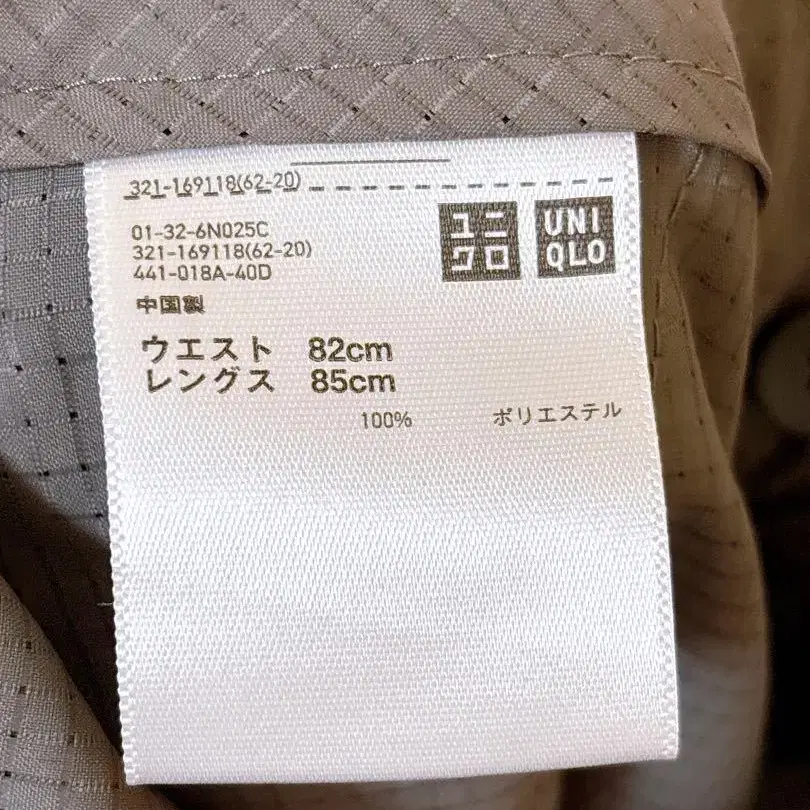 321-169118(62-20)
01-32-6N025C
321-169118(62-20)
441-018A-40D
ユニクロ
UNIQLO
中国製
ウエスト 82cm
レングス 85cm
100% ポリエステル